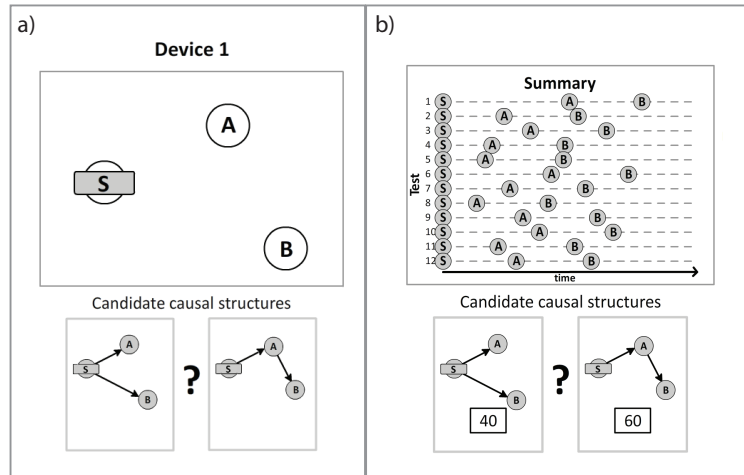 a)
Device 1
A
S
B
Candidate causal structures
S
A
B
?
S
A
B
b)
Summary
Test
1 S A B
2 S A B
3 S A B
4 S A B
5 S A B
6 S A B
7 S A B
8 S A B
9 S A B
10 S A B
11 S A B
12 S A B
time
Candidate causal structures
S
A
B
40
?
S
A
B
60